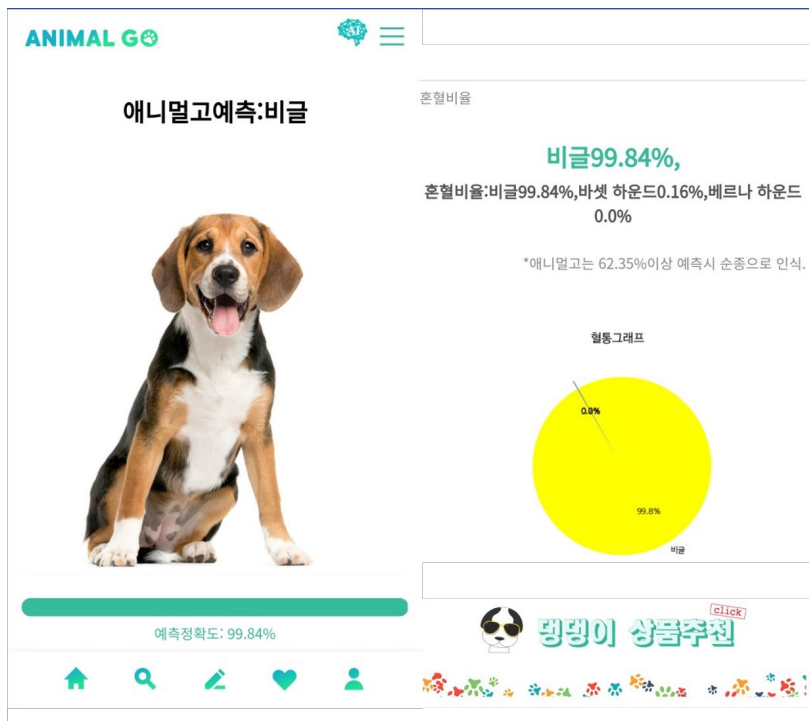 ANIMAL GO
AI
애니멀고예측:비글
예측정확도: 99.84%
혼혈비율
비글99.84%,
혼혈비율:비글99.84%,바셋 하운드0.16%,베르나 하운드
0.0%
*애니멀고는 62.35%이상 예측시 순종으로 인식.
혈통그래프
99.8%
비글
click
댕댕이 상품추천